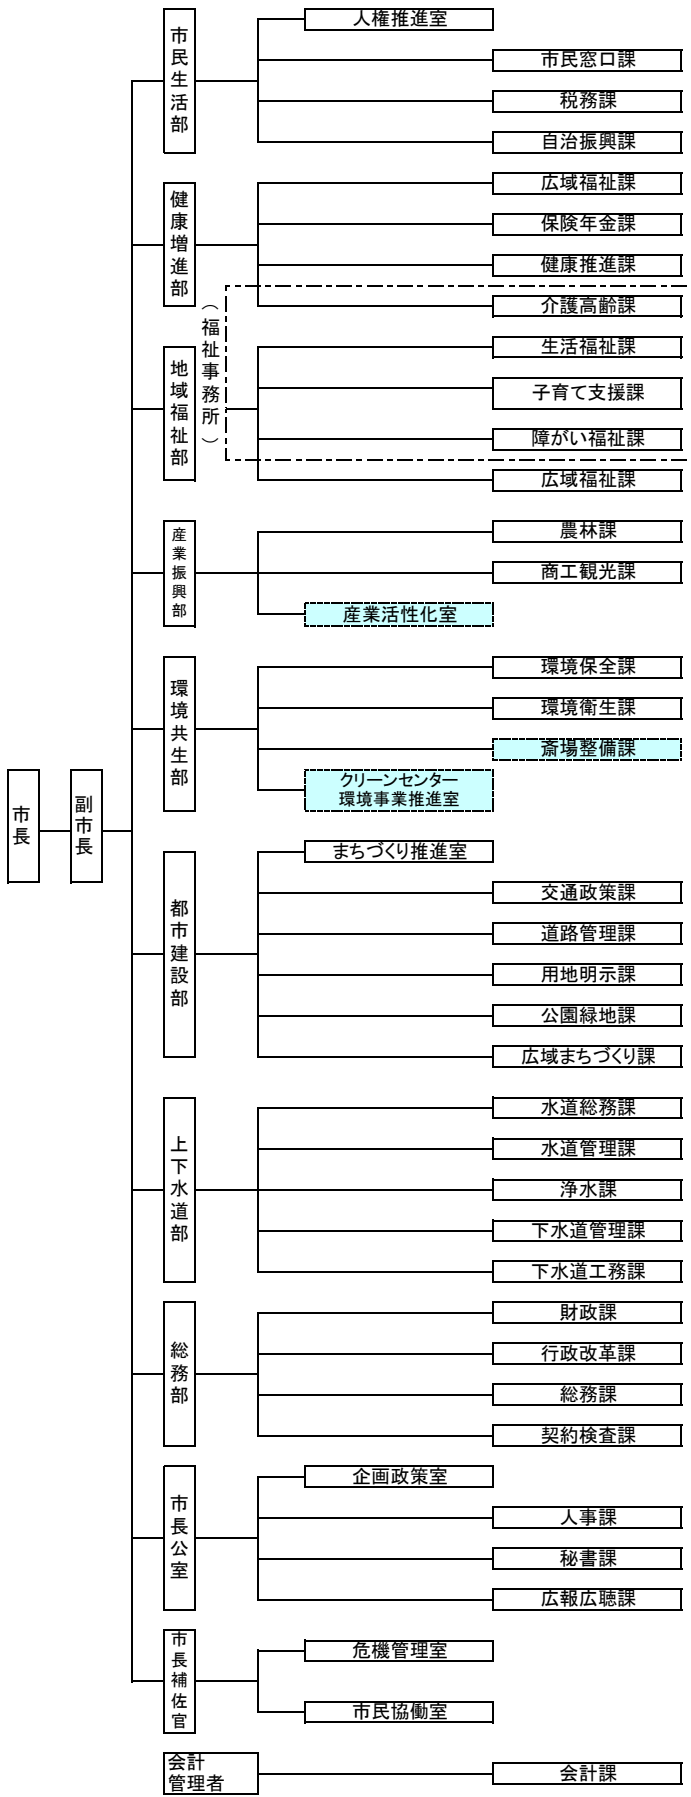 市長
副市長
市民生活部
人権推進室
市民窓口課
税務課
自治振興課
健康増進部
広域福祉課
保険年金課
健康推進課
介護高齢課
(福祉事務所)
地域福祉部
生活福祉課
子育て支援課
障がい福祉課
広域福祉課
産業振興部
農林課
商工観光課
産業活性化室
環境共生部
環境保全課
環境衛生課
斎場整備課
クリーンセンター
環境事業推進室
都市建設部
まちづくり推進室
交通政策課
道路管理課
用地明示課
公園緑地課
広域まちづくり課
上下水道部
水道総務課
水道管理課
浄水課
下水道管理課
下水道工務課
総務部
財政課
行政改革課
総務課
契約検査課
市長公室
企画政策室
人事課
秘書課
広報広聴課
市長補佐官
危機管理室
市民協働室
会計
管理者
会計課